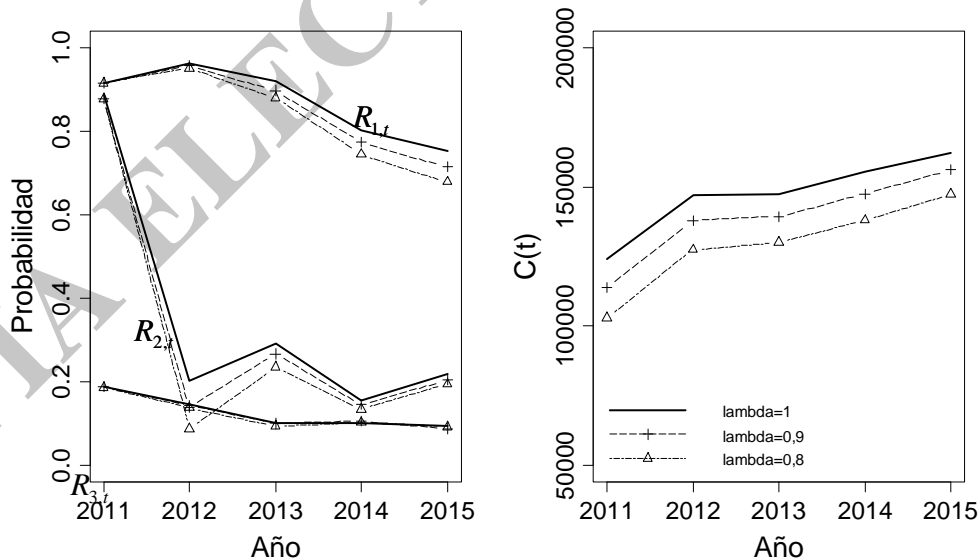 ÍA ELECT
1.0
0.8
0.6
0.4
0.2
0.0
Probabilidad
R1,t
R2,t
R3,t
2011 2012 2013 2014 2015
Año
200000
150000
100000
50000
C(t)
lambda=1
lambda=0,9
lambda=0,8
2011 2012 2013 2014 2015
Año